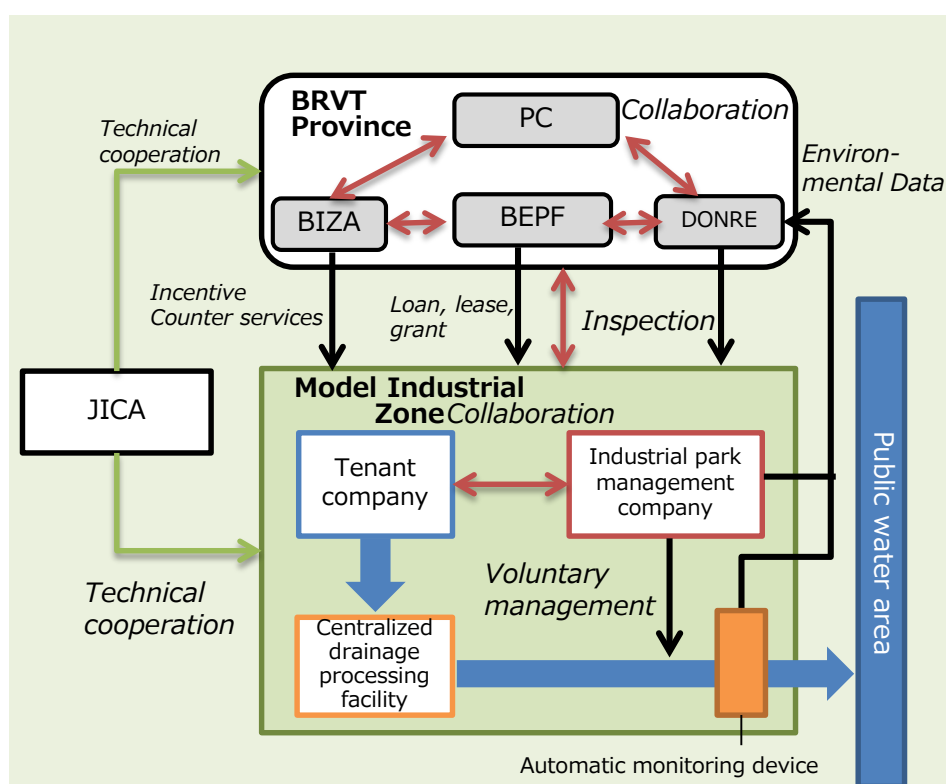 BRVT
Province
PC
Collaboration
Technical
cooperation
Environ-
mental Data
BIZA
BEPF
DONRE
Incentive
Counter services
Loan, lease,
grant
Inspection
JICA
Model Industrial
Zone Collaboration
Tenant
company
Industrial park
management
company
Public water area
Technical
cooperation
Voluntary
management
Centralized
drainage
processing
facility
Automatic monitoring device